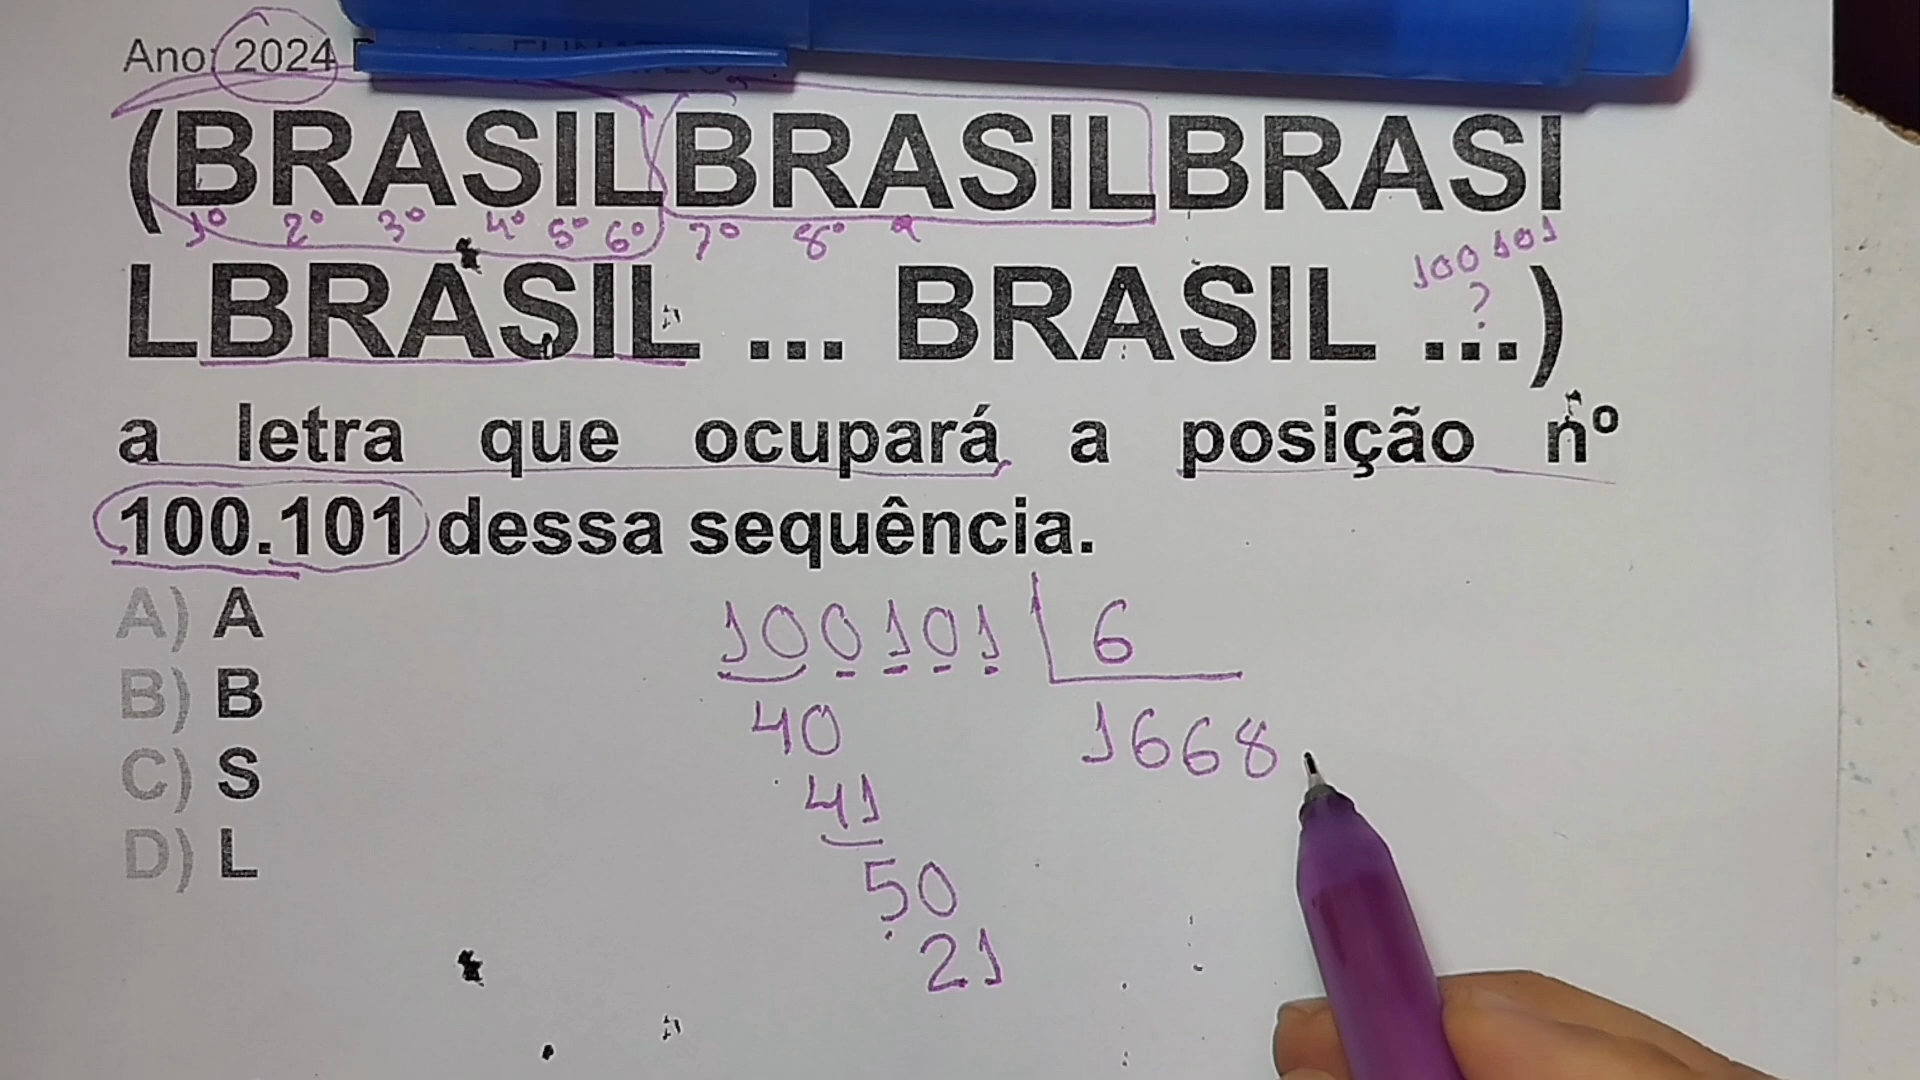 Ano: 2024
(BRASILBRASILBRASI
1º 2º 3º 4º 5º 6º 7º 8º
100 101
LBRASIL ... BRASIL ...)
?
a letra que ocupará a posição nº
100.101 dessa sequência.
A) A
B) B
C) S
D) L
100101 6
40 1668
41
50
21